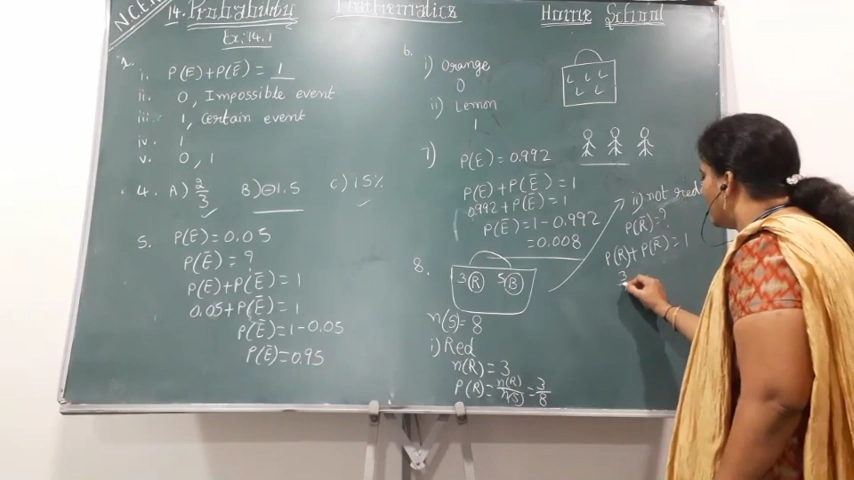 NCER
14. Probability
Mathematics
Home School
Ex: 14.1
1.
i. P(E)+P(Ē) = 1
ii. 0, Impossible event
iii. 1, Certain event
iv. 1
v. 0, 1
4. A) 2/3 B) -1.5 C) 15%
5. P(E) = 0.05
P(Ē) = ?
P(E)+P(Ē) = 1
0.05+P(Ē) = 1
P(Ē) = 1-0.05
P(Ē) = 0.95
6.
i) Orange
0
ii) Lemon
1
L L L
L L
7) P(E) = 0.992
P(E)+P(Ē) = 1
0.992+P(Ē) = 1
P(Ē) = 1-0.992
= 0.008
8.
3 R 5 B
n(S) = 8
i) Red
n(R) = 3
P(R) = n(R)/n(S) = 3/8
ii) not red
P(R̄) = ?
P(R)+P(R̄) = 1
3